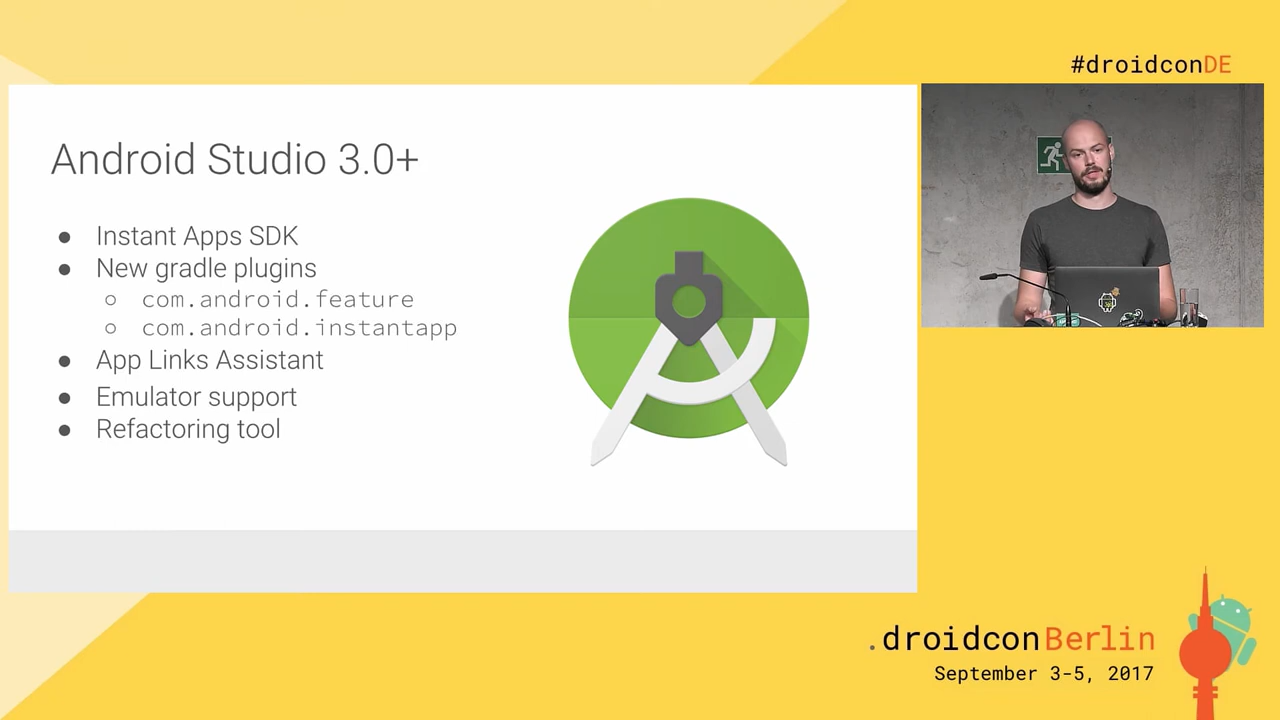 #droidconDE
Android Studio 3.0+
● Instant Apps SDK
● New gradle plugins
○ com.android.feature
○ com.android.instantapp
● App Links Assistant
● Emulator support
● Refactoring tool
.droidconBerlin
September 3-5, 2017